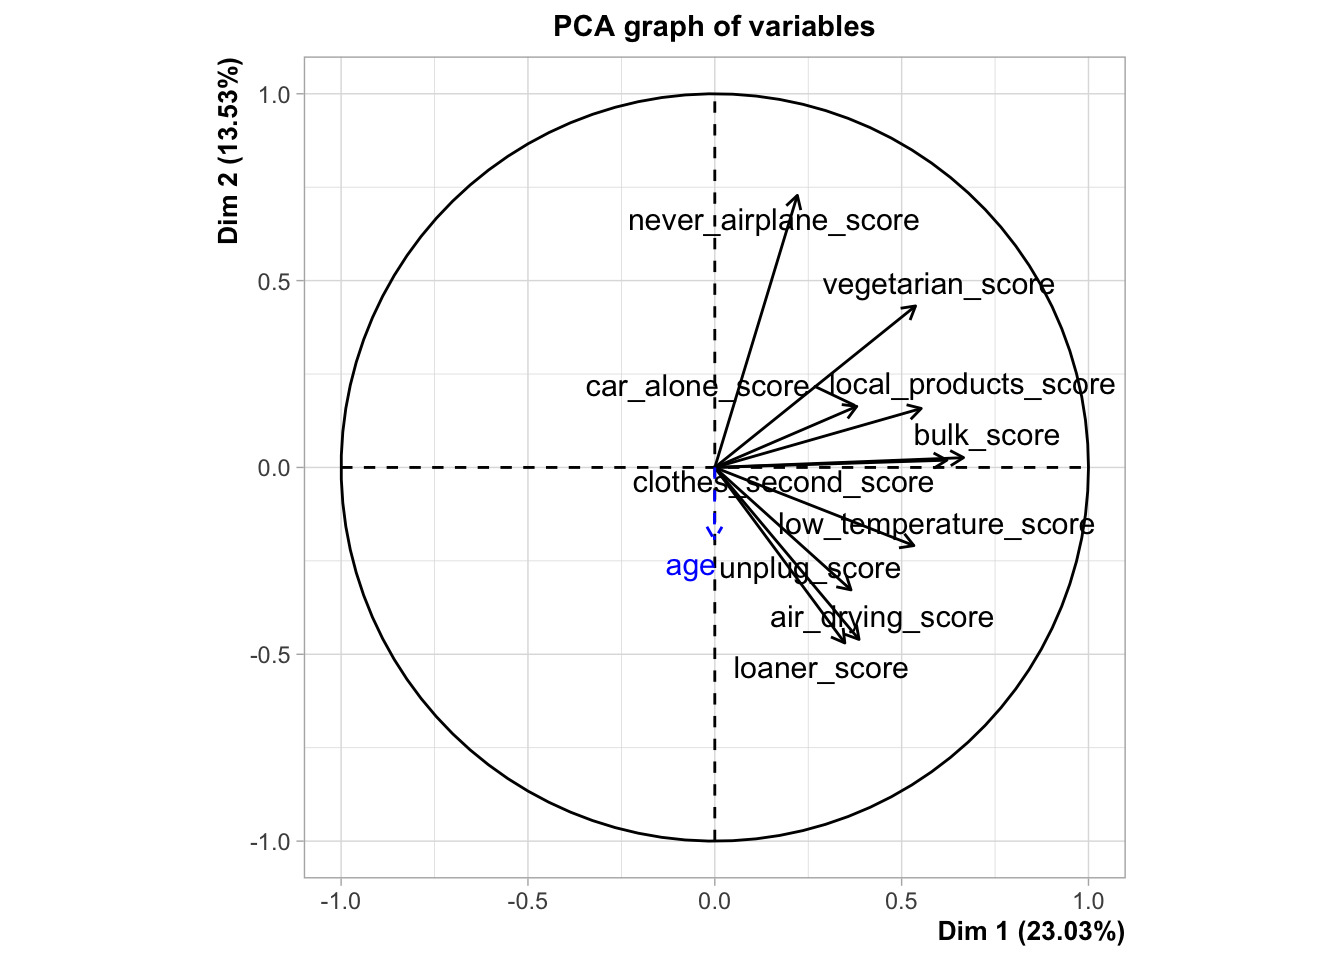 PCA graph of variables
Dim 2 (13.53%)
1.0
0.5
0.0
-0.5
-1.0
never_airplane_score
vegetarian_score
car_alone_score
local_products_score
bulk_score
clothes_second_score
low_temperature_score
age
unplug_score
air_drying_score
loaner_score
-1.0
-0.5
0.0
0.5
1.0
Dim 1 (23.03%)